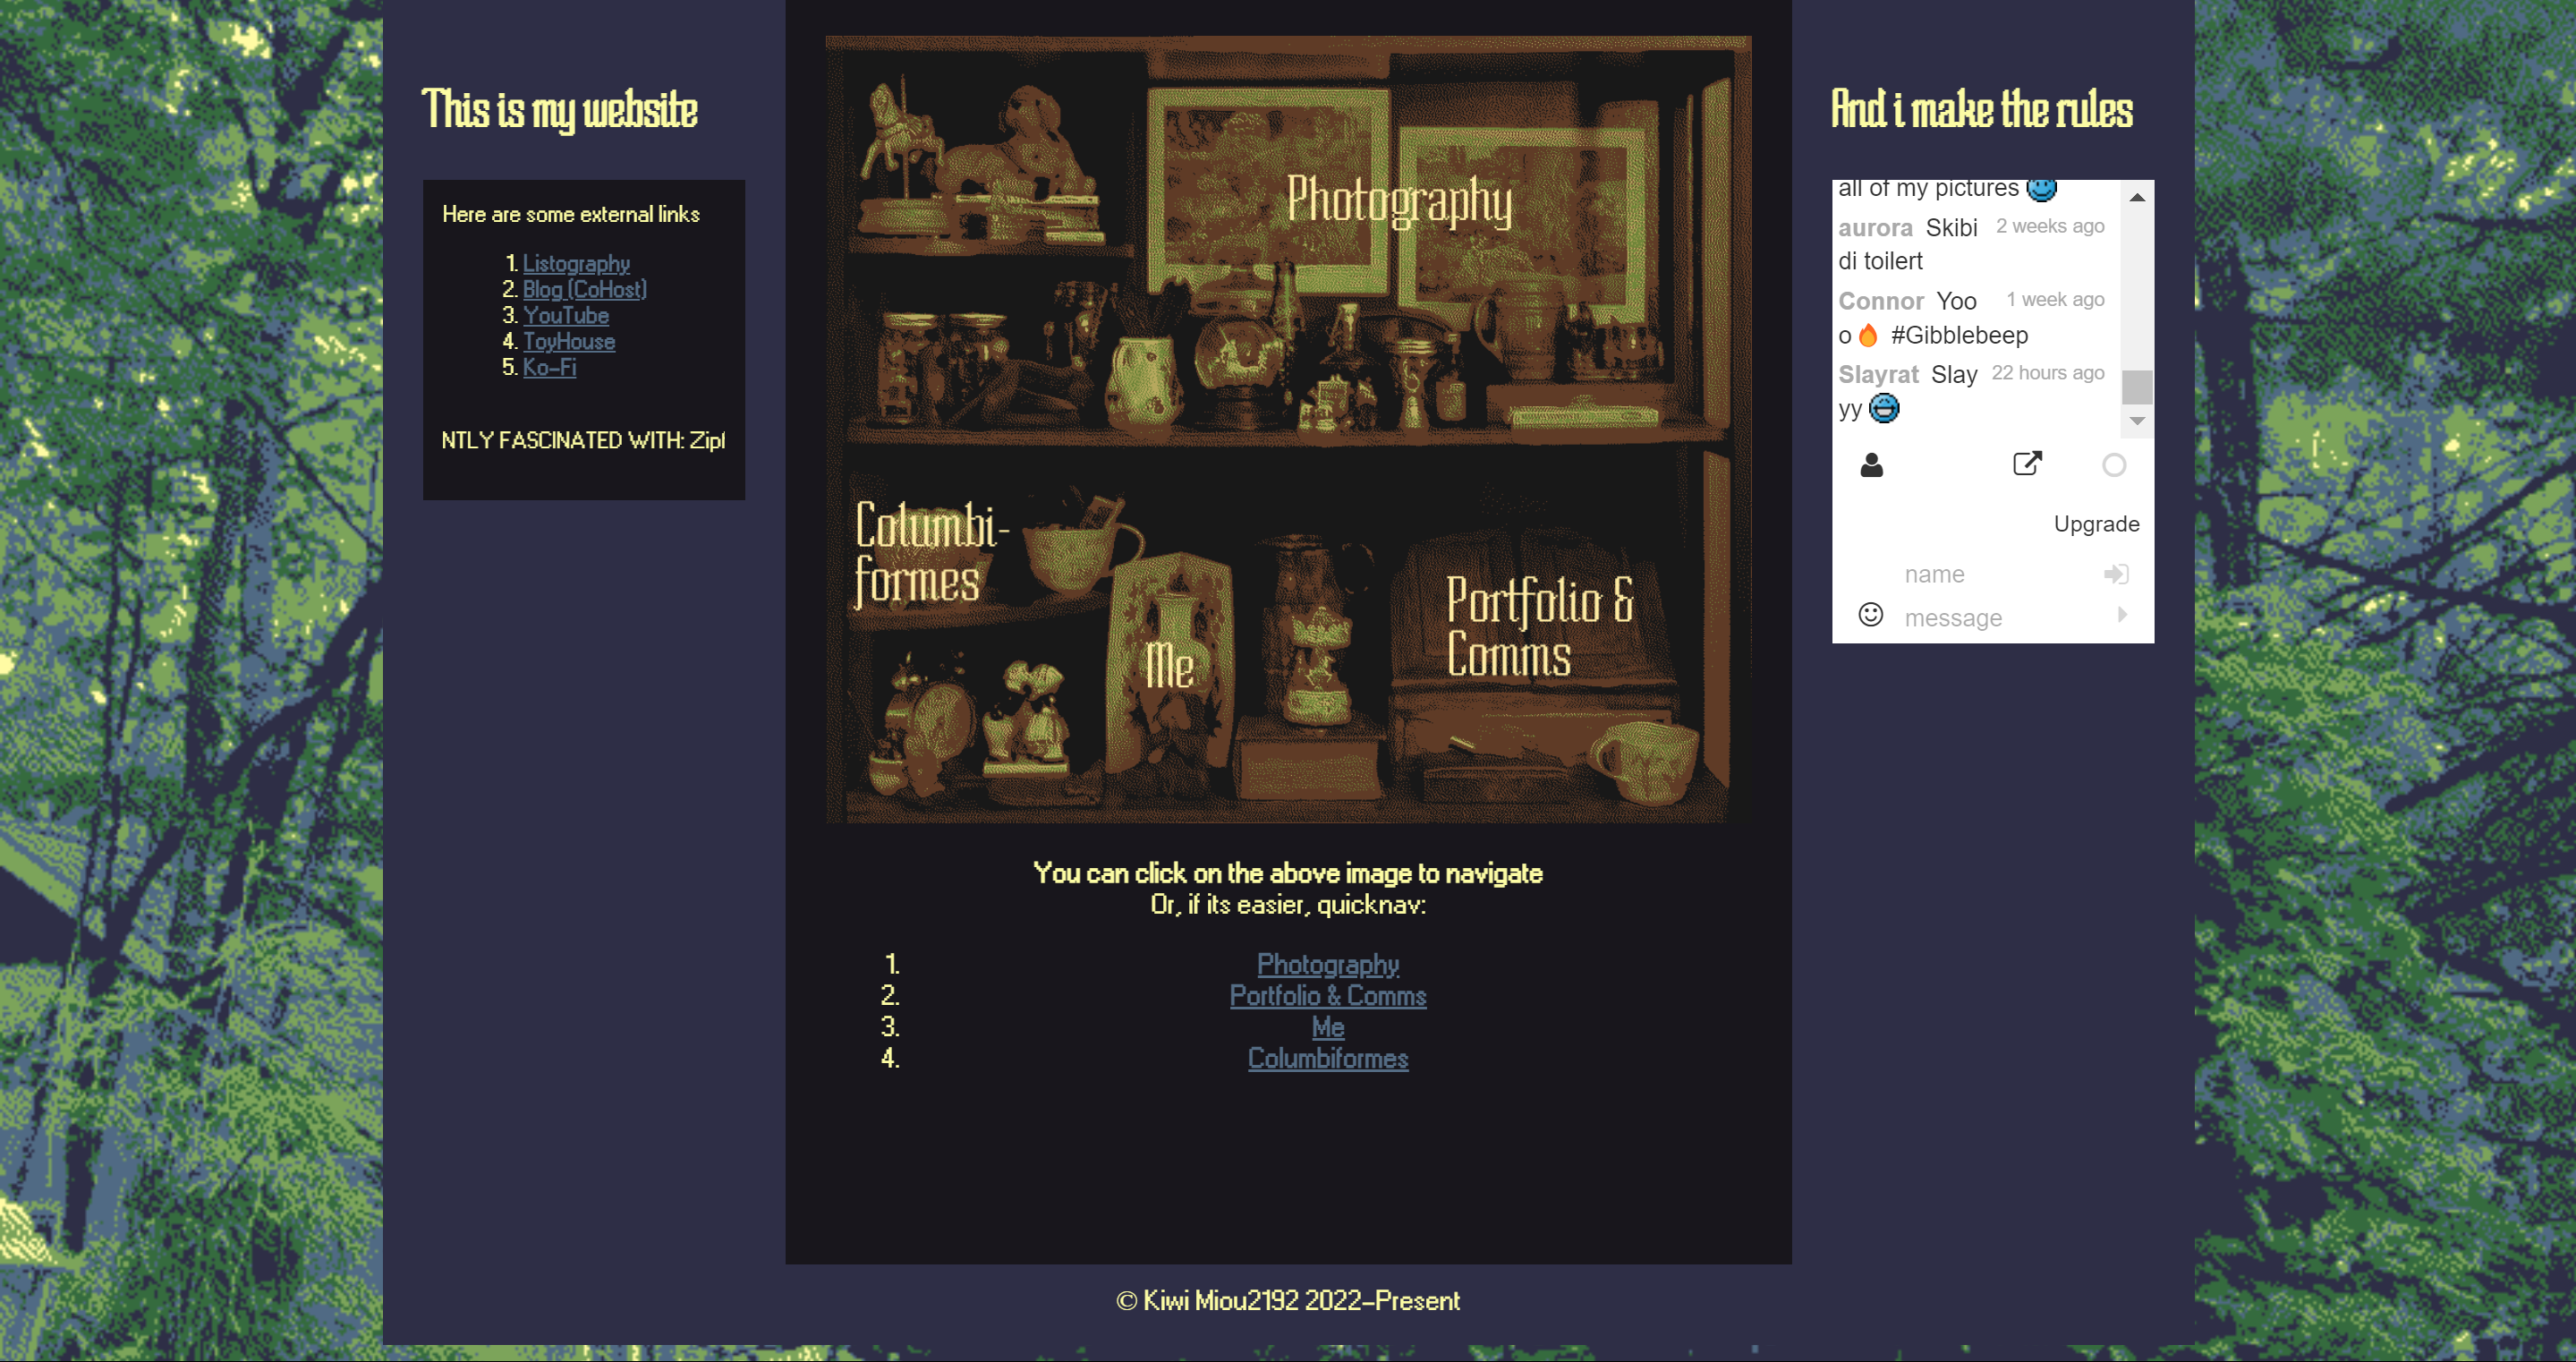 This is my website
Here are some external links
1. Listography
2. Blog (CoHost)
3. YouTube
4. ToyHouse
5. Ko-Fi
NTLY FASCINATED WITH: Zip
Photography
Columbi-
formes
Me
Portfolio &
Comms
You can click on the above image to navigate
Or, if its easier, quicknav:
1. Photography
2. Portfolio & Comms
3. Me
4. Columbiformes
And i make the rules
all of my pictures
aurora Skibi 2 weeks ago
di toilert
Connor Yoo 1 week ago
o🔥 #Gibblebeep
Slayrat Slay 22 hours ago
yy
Upgrade
name
message
© Kiwi Miou2192 2022-Present